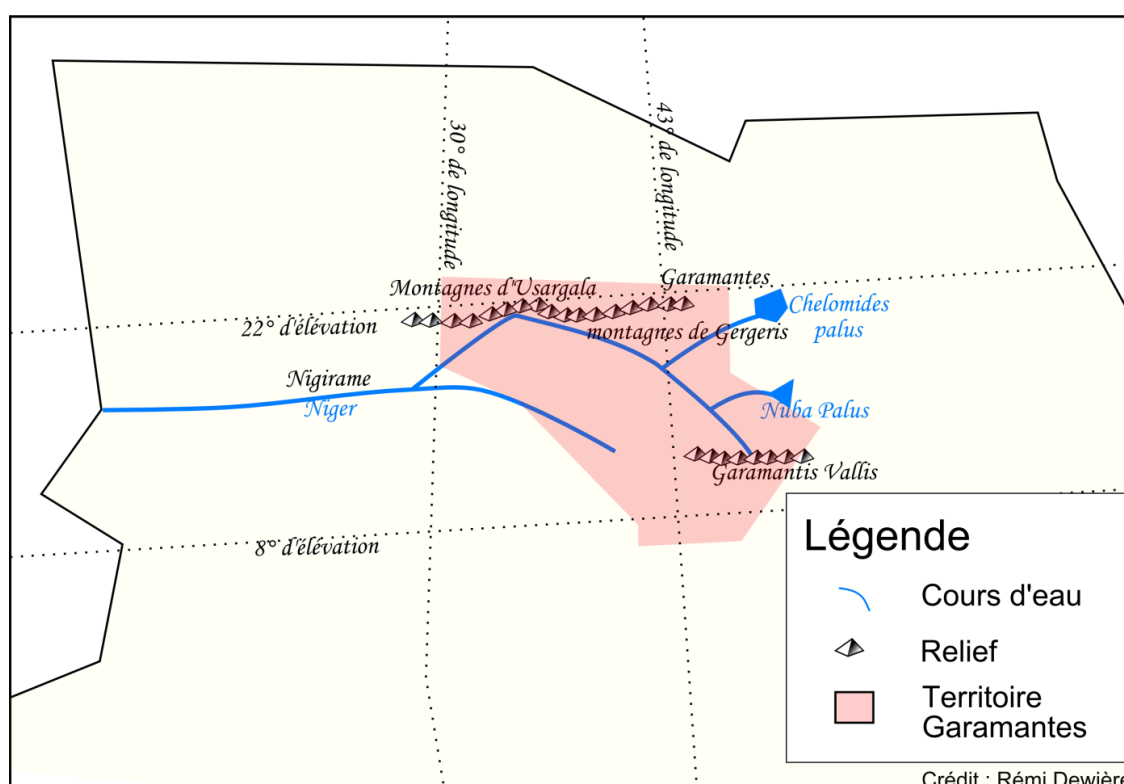 30° de longitude
43° de longitude
Garamantes
Montagnes d'Usargala
Chelomides
palus
22° d'élévation
montagnes de Gergeris
Nigirame
Niger
Nuba Palus
Garamantis Vallis
8° d'élévation
Légende
Cours d'eau
Relief
Territoire
Garamantes
Crédit : Rémi Dewière